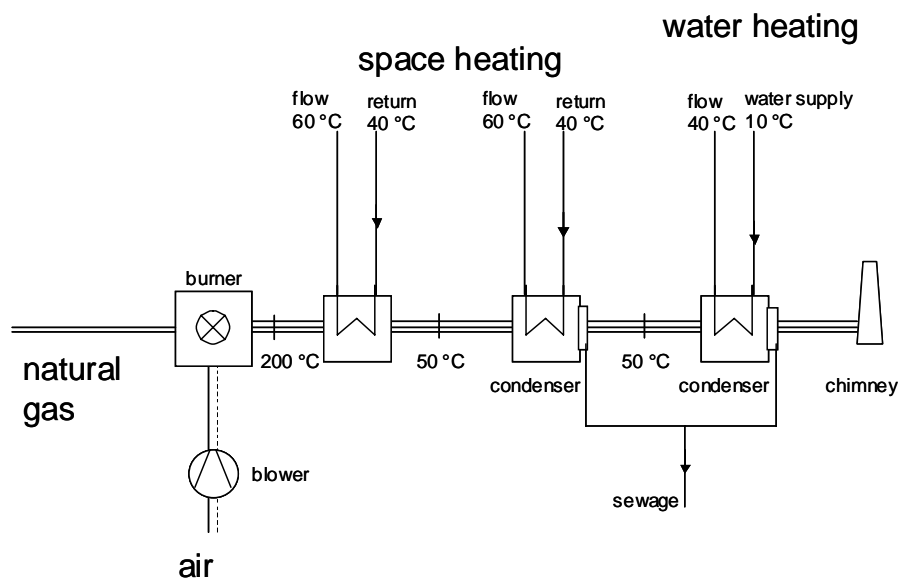 water heating
space heating
flow
60 °C
return
40 °C
flow
60 °C
return
40 °C
flow
40 °C
water supply
10 °C
burner
200 °C
50 °C
50 °C
natural
gas
condenser
condenser
chimney
blower
sewage
air